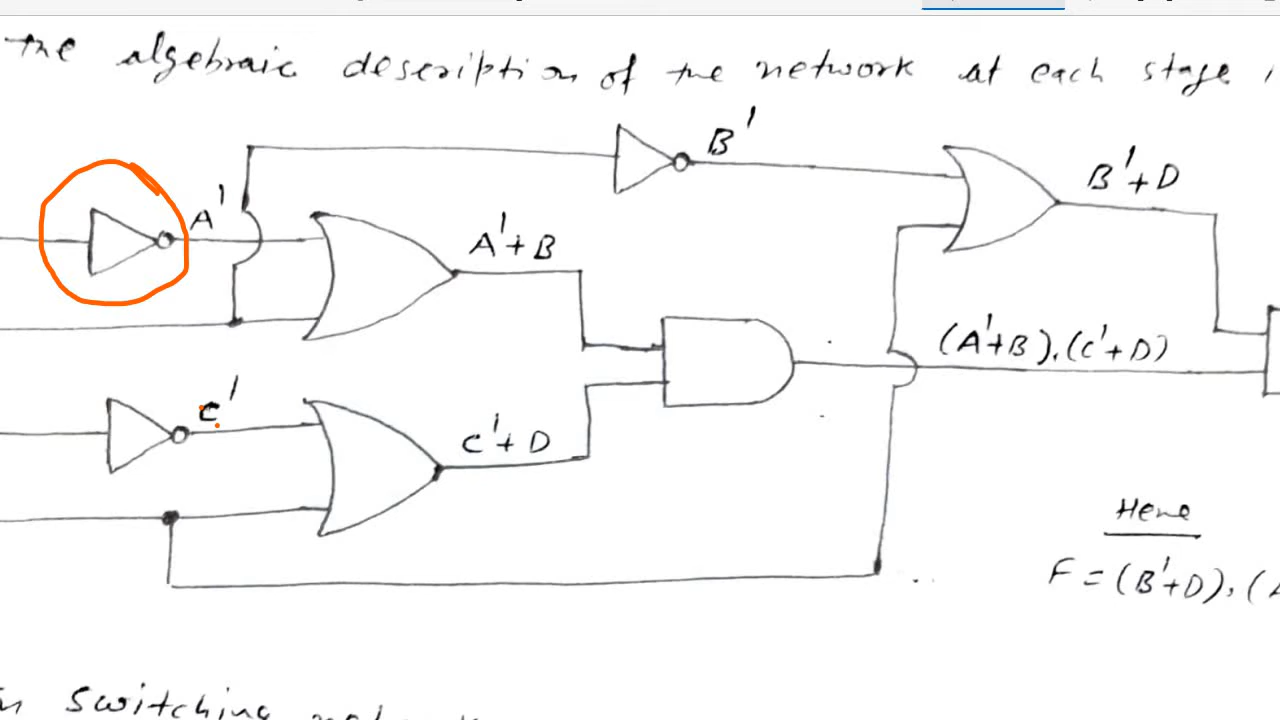 the algebraic description of the network at each stage
B'
B'+D
A'
A'+B
(A'+B).(C'+D)
C'
C'+D
Here
F = (B'+D).(A
switching